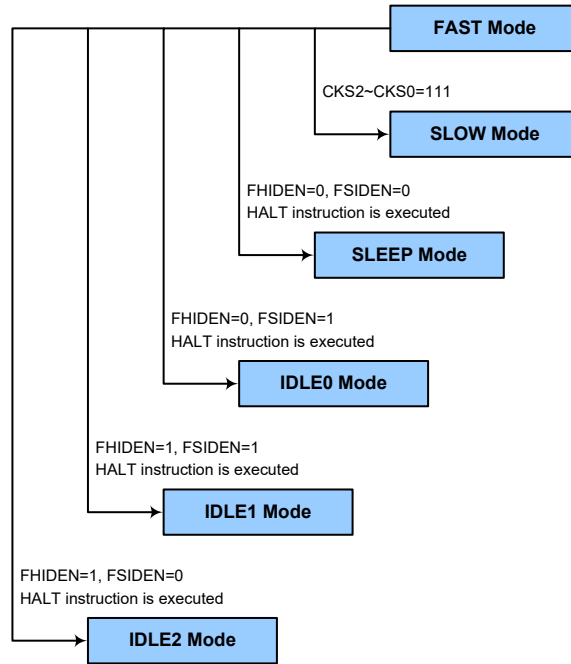 FAST Mode
CKS2~CKS0=111
SLOW Mode
FHIDEN=0, FSIDEN=0
HALT instruction is executed
SLEEP Mode
FHIDEN=0, FSIDEN=1
HALT instruction is executed
IDLE0 Mode
FHIDEN=1, FSIDEN=1
HALT instruction is executed
IDLE1 Mode
FHIDEN=1, FSIDEN=0
HALT instruction is executed
IDLE2 Mode